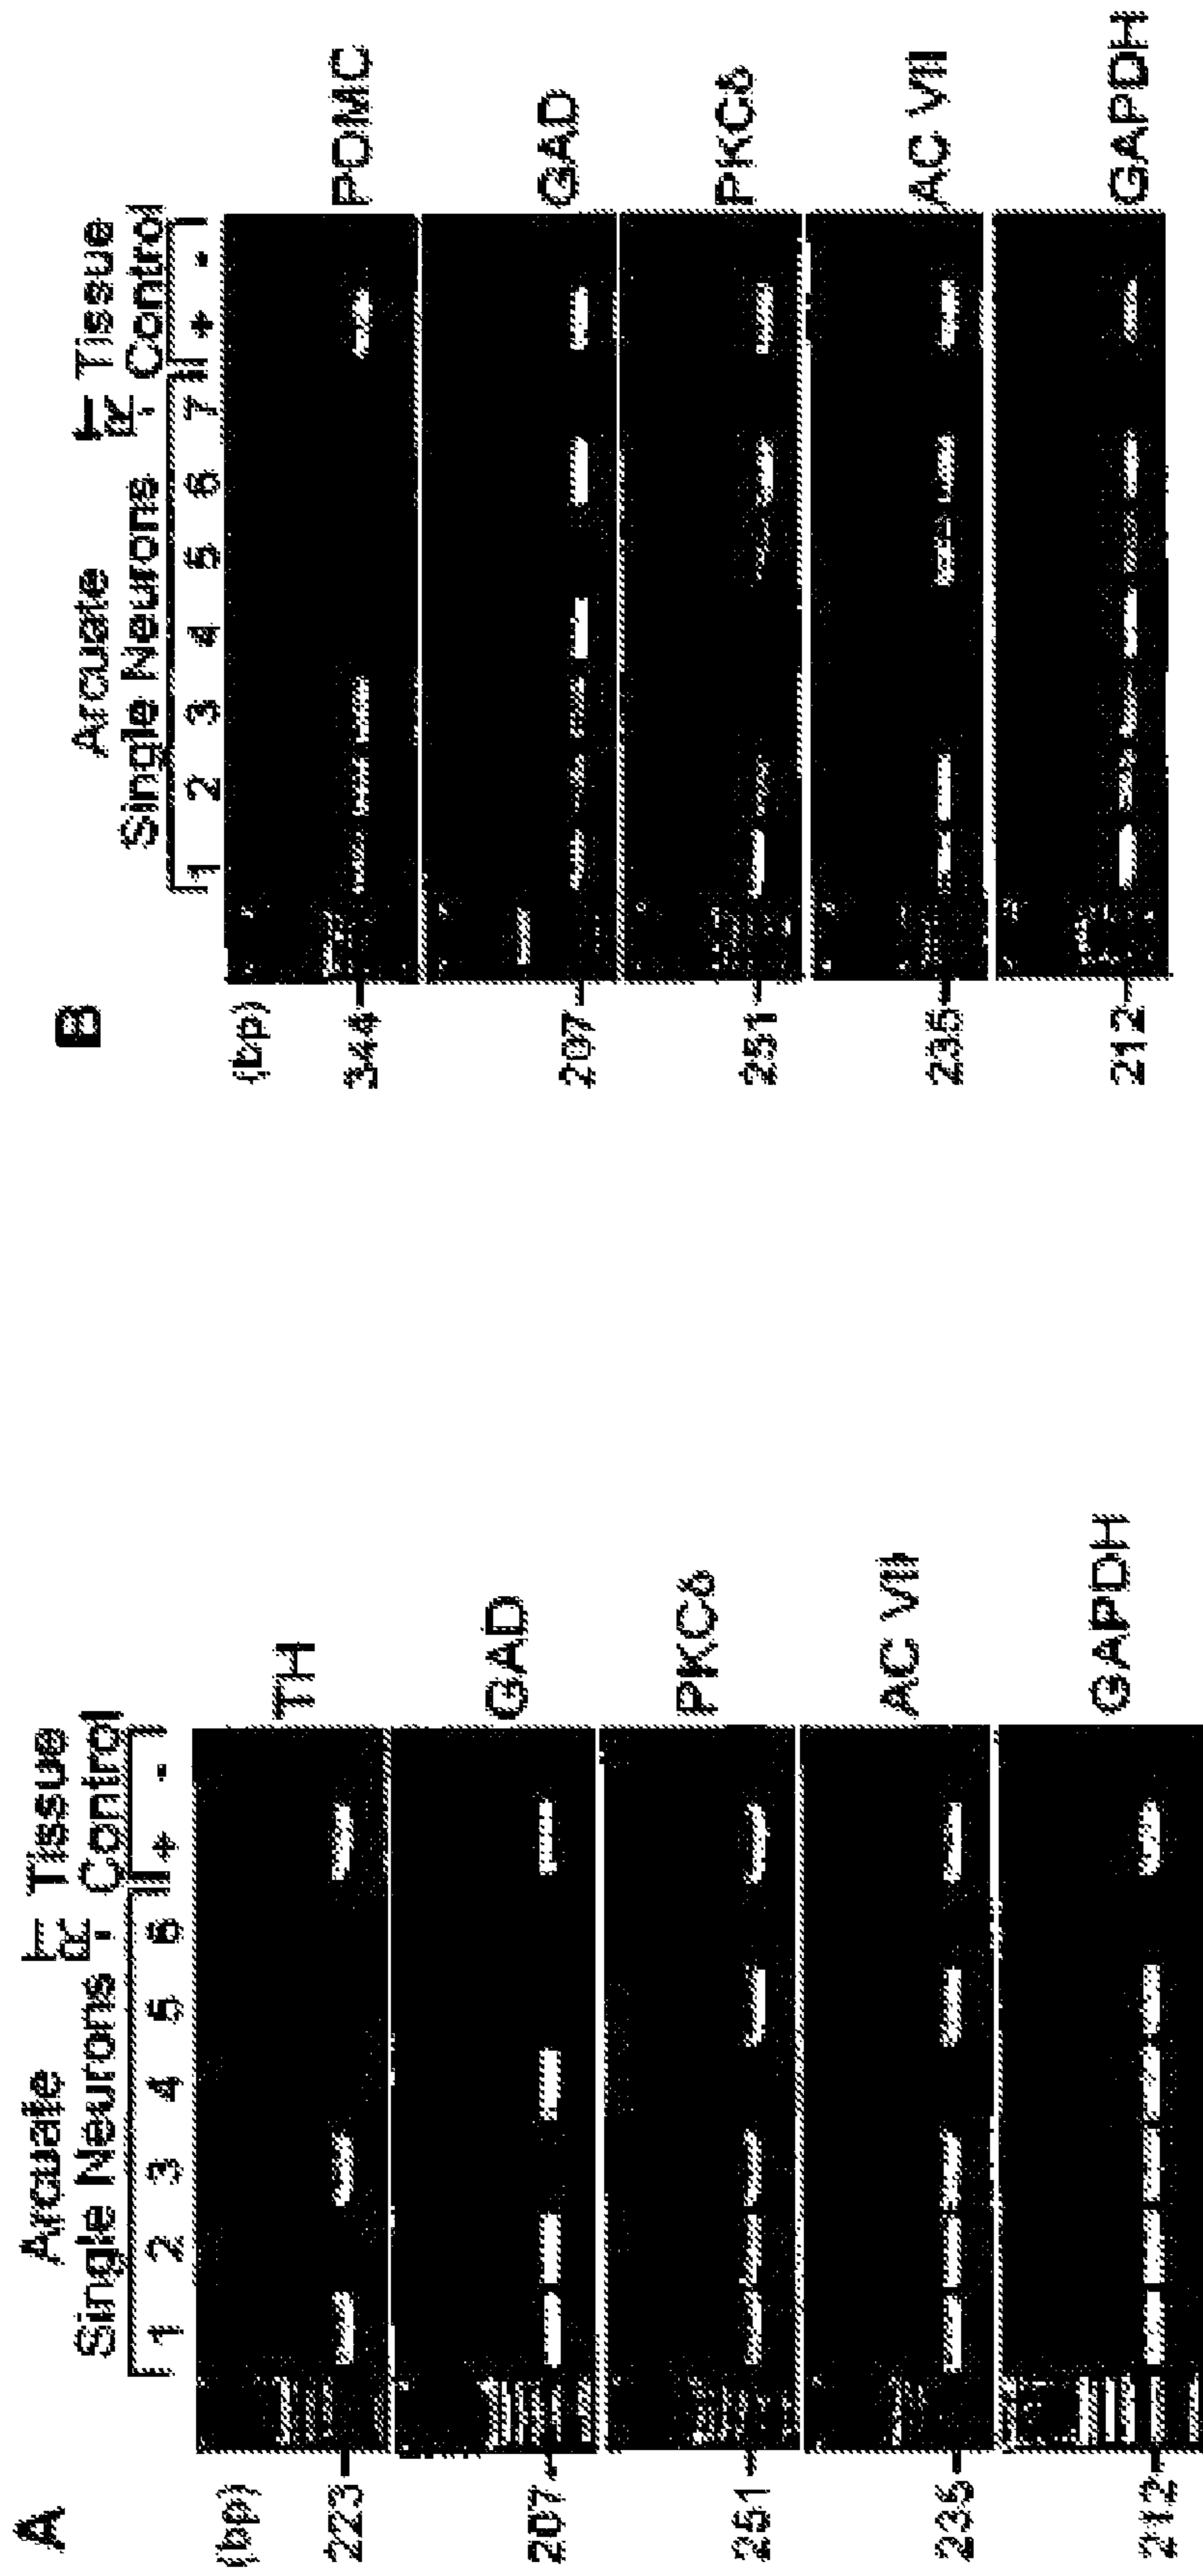 A
Arcuate
Single Neurons
-RT
Tissue
Control
(bp)
1 2 3 4 5 6 + -
223 TH
207 GAD
251 PKCδ
235 AC VII
212 GAPDH
B
Arcuate
Single Neurons
-RT
Tissue
Control
(bp)
1 2 3 4 5 6 7 + -
344 POMC
207 GAD
251 PKCδ
235 AC VII
212 GAPDH